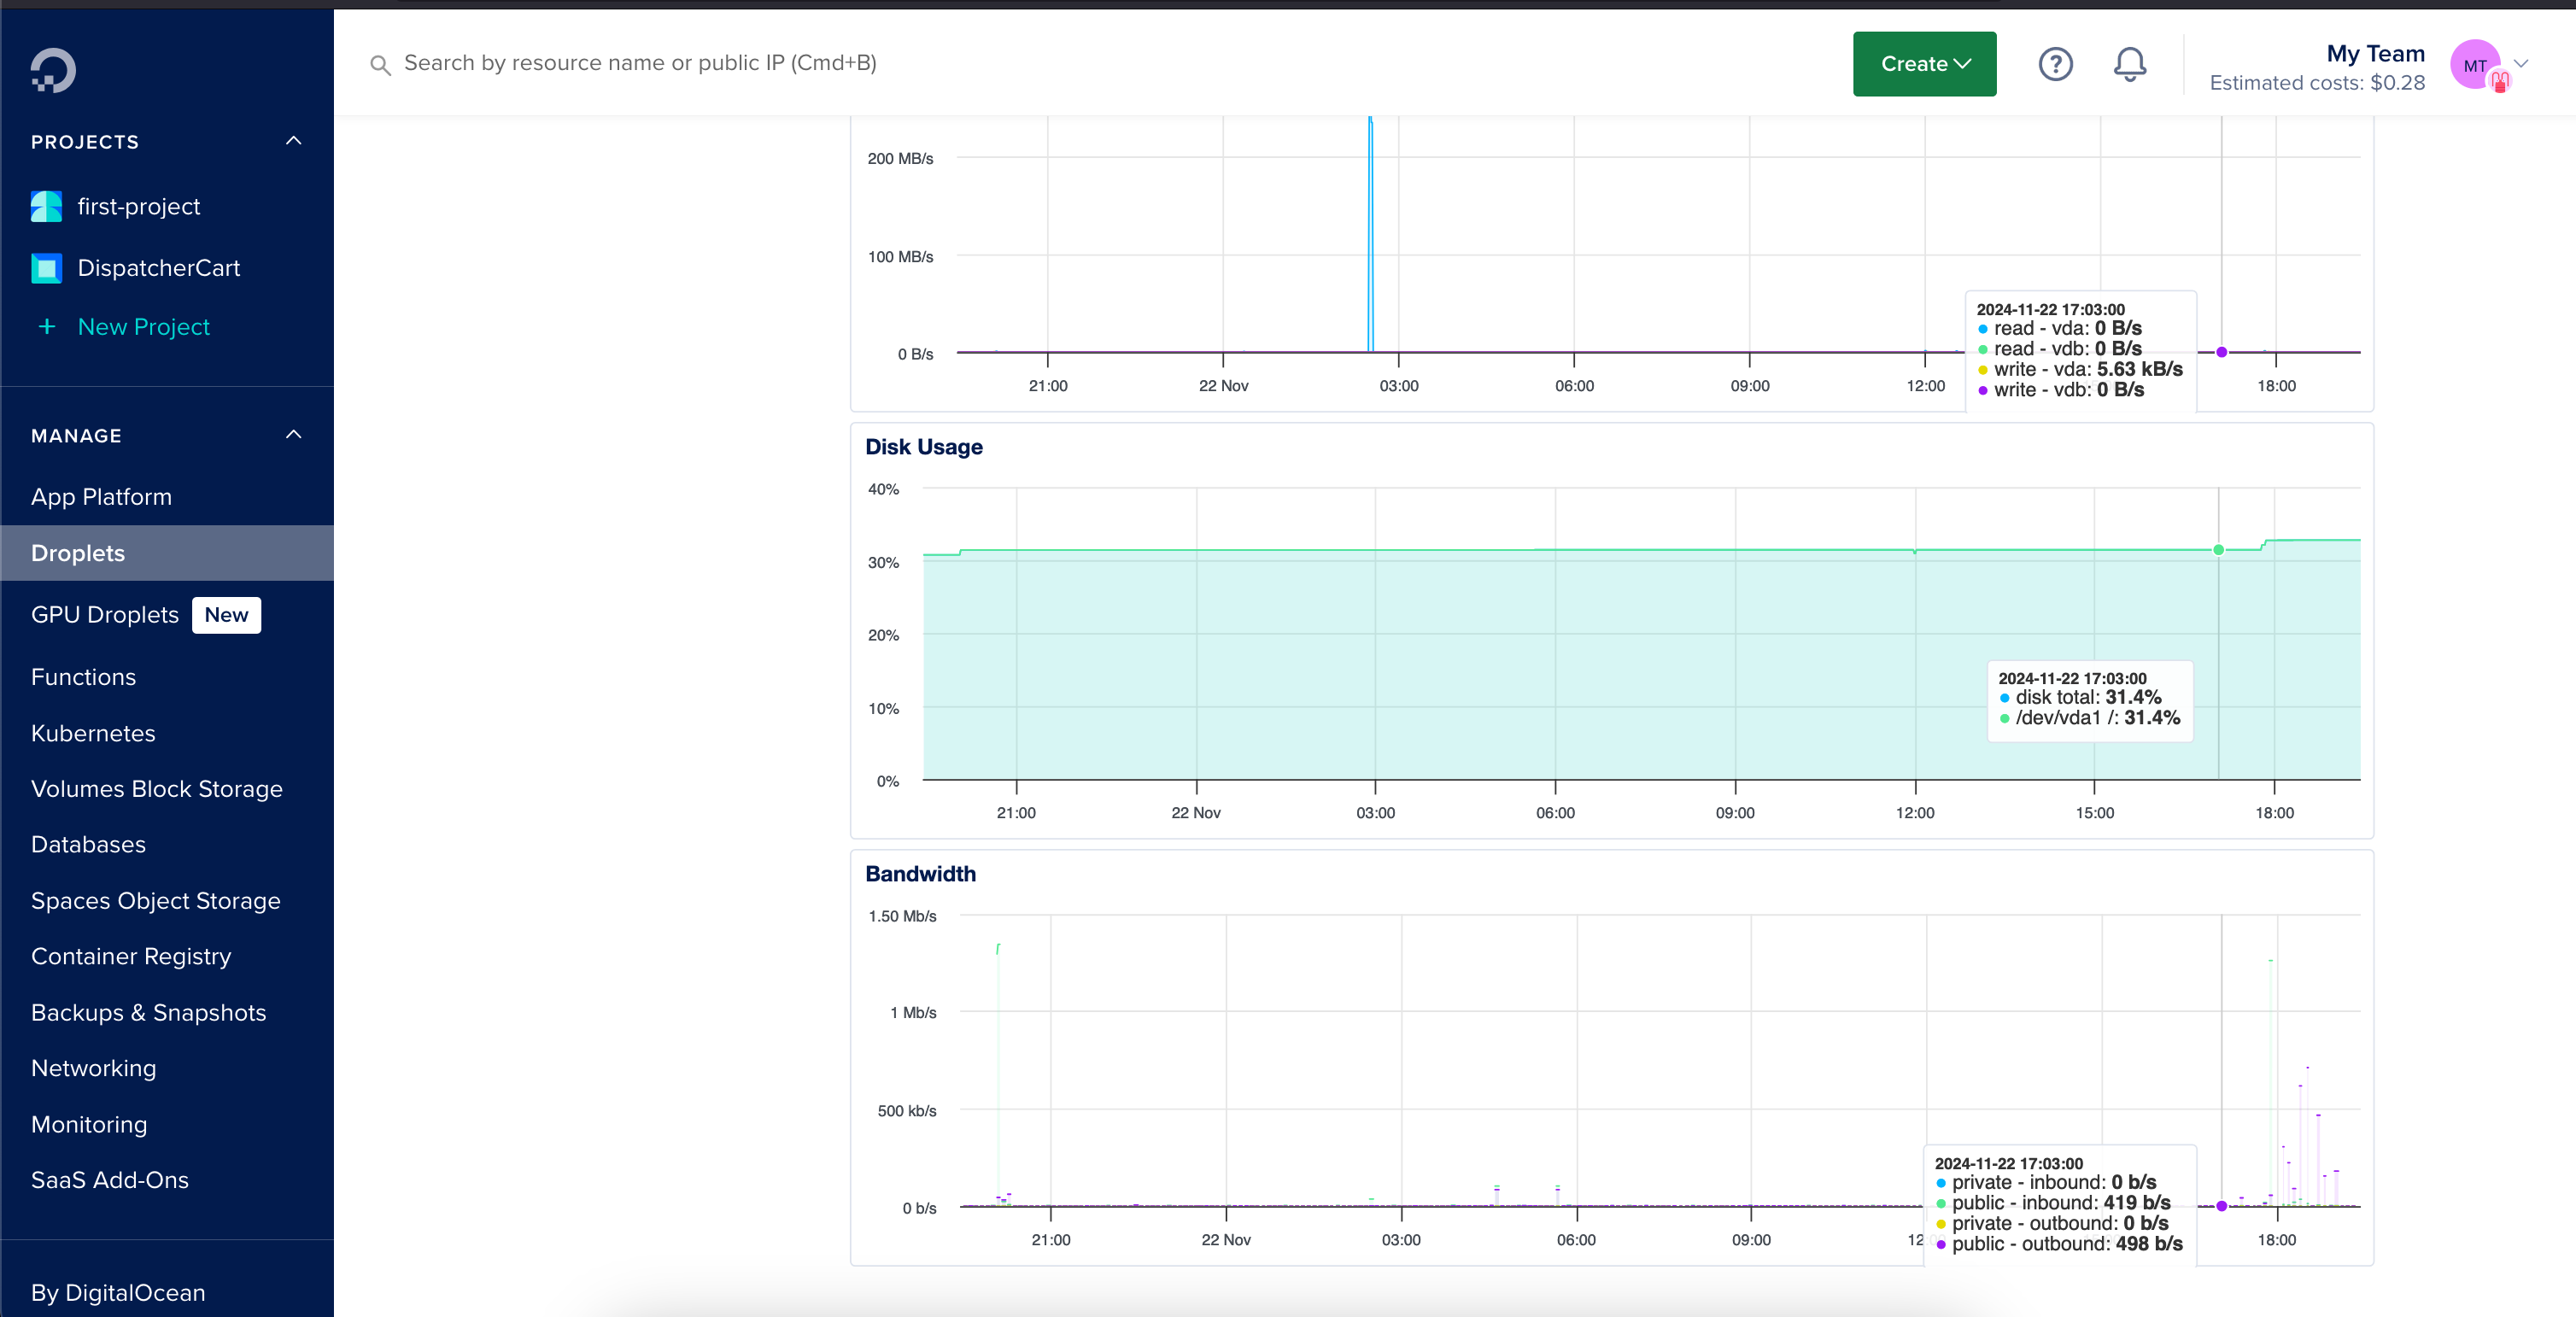 Search by resource name or public IP (Cmd+B)
Create
My Team
Estimated costs: $0.28
MT
PROJECTS
first-project
DispatcherCart
+ New Project
MANAGE
App Platform
Droplets
GPU Droplets New
Functions
Kubernetes
Volumes Block Storage
Databases
Spaces Object Storage
Container Registry
Backups & Snapshots
Networking
Monitoring
SaaS Add-Ons
By DigitalOcean
200 MB/s
100 MB/s
0 B/s
21:00 22 Nov 03:00 06:00 09:00 12:00 18:00
2024-11-22 17:03:00
read - vda: 0 B/s
read - vdb: 0 B/s
write - vda: 5.63 kB/s
write - vdb: 0 B/s
Disk Usage
40%
30%
20%
10%
0%
21:00 22 Nov 03:00 06:00 09:00 12:00 15:00 18:00
2024-11-22 17:03:00
disk total: 31.4%
/dev/vda1 /: 31.4%
Bandwidth
1.50 Mb/s
1 Mb/s
500 kb/s
0 b/s
21:00 22 Nov 03:00 06:00 09:00 18:00
2024-11-22 17:03:00
private - inbound: 0 b/s
public - inbound: 419 b/s
private - outbound: 0 b/s
public - outbound: 498 b/s